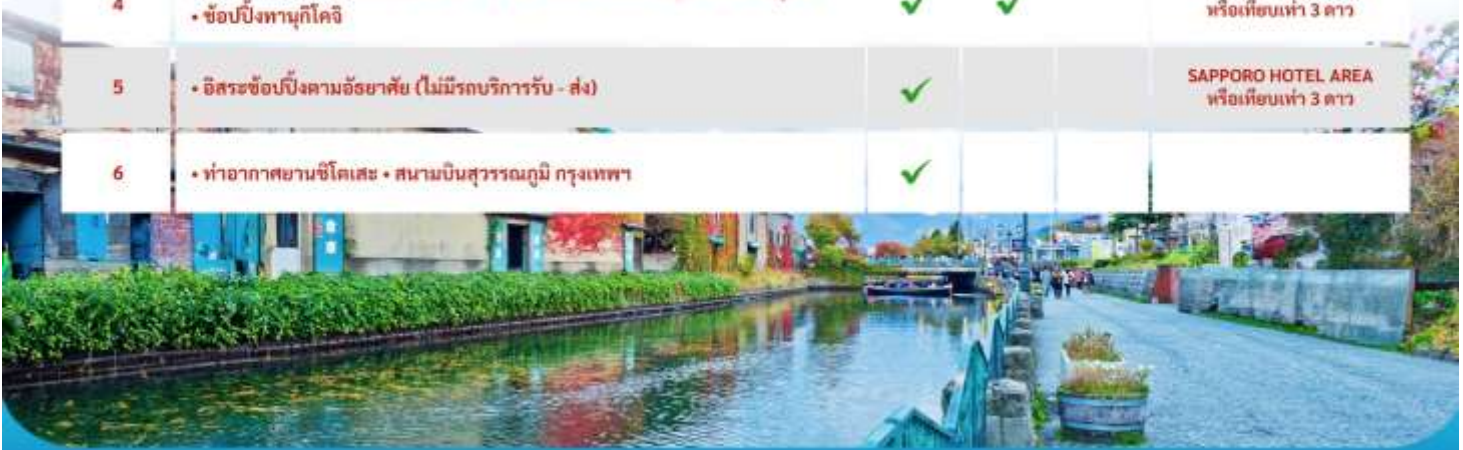 4
• ช้อปปิ้งทานุกิโคจิ
หรือเทียบเท่า 3 ดาว
5 • อิสระช้อปปิ้งตามอัธยาศัย (ไม่มีรถบริการรับ - ส่ง) ✓ SAPPORO HOTEL AREA
หรือเทียบเท่า 3 ดาว
6 • ท่าอากาศยานชิโตเสะ • สนามบินสุวรรณภูมิ กรุงเทพฯ ✓